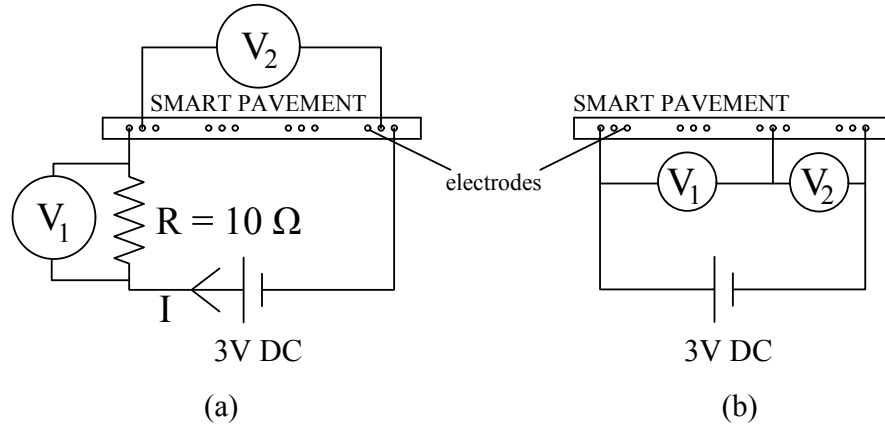 V2
SMART PAVEMENT
electrodes
V1
R = 10 Ω
I
3V DC
(a)
SMART PAVEMENT
V1
V2
3V DC
(b)